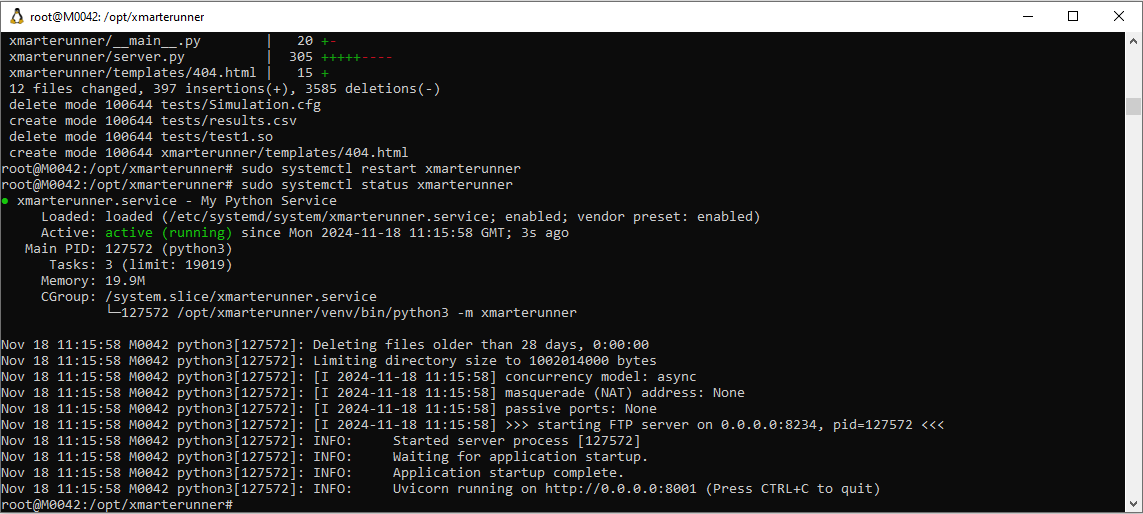 root@M0042: /opt/xmarterunner
 xmarterunner/__main__.py        |   20 +-
 xmarterunner/server.py          |  305 +++++----
 xmarterunner/templates/404.html |   15 +
 12 files changed, 397 insertions(+), 3585 deletions(-)
 delete mode 100644 tests/Simulation.cfg
 create mode 100644 tests/results.csv
 delete mode 100644 tests/test1.so
 create mode 100644 xmarterunner/templates/404.html
root@M0042:/opt/xmarterunner# sudo systemctl restart xmarterunner
root@M0042:/opt/xmarterunner# sudo systemctl status xmarterunner
● xmarterunner.service - My Python Service
     Loaded: loaded (/etc/systemd/system/xmarterunner.service; enabled; vendor preset: enabled)
     Active: active (running) since Mon 2024-11-18 11:15:58 GMT; 3s ago
   Main PID: 127572 (python3)
      Tasks: 3 (limit: 19019)
     Memory: 19.9M
     CGroup: /system.slice/xmarterunner.service
             └─127572 /opt/xmarterunner/venv/bin/python3 -m xmarterunner
Nov 18 11:15:58 M0042 python3[127572]: Deleting files older than 28 days, 0:00:00
Nov 18 11:15:58 M0042 python3[127572]: Limiting directory size to 1002014000 bytes
Nov 18 11:15:58 M0042 python3[127572]: [I 2024-11-18 11:15:58] concurrency model: async
Nov 18 11:15:58 M0042 python3[127572]: [I 2024-11-18 11:15:58] masquerade (NAT) address: None
Nov 18 11:15:58 M0042 python3[127572]: [I 2024-11-18 11:15:58] passive ports: None
Nov 18 11:15:58 M0042 python3[127572]: [I 2024-11-18 11:15:58] >>> starting FTP server on 0.0.0.0:8234, pid=127572 <<<
Nov 18 11:15:58 M0042 python3[127572]: INFO:     Started server process [127572]
Nov 18 11:15:58 M0042 python3[127572]: INFO:     Waiting for application startup.
Nov 18 11:15:58 M0042 python3[127572]: INFO:     Application startup complete.
Nov 18 11:15:58 M0042 python3[127572]: INFO:     Uvicorn running on http://0.0.0.0:8001 (Press CTRL+C to quit)
root@M0042:/opt/xmarterunner#